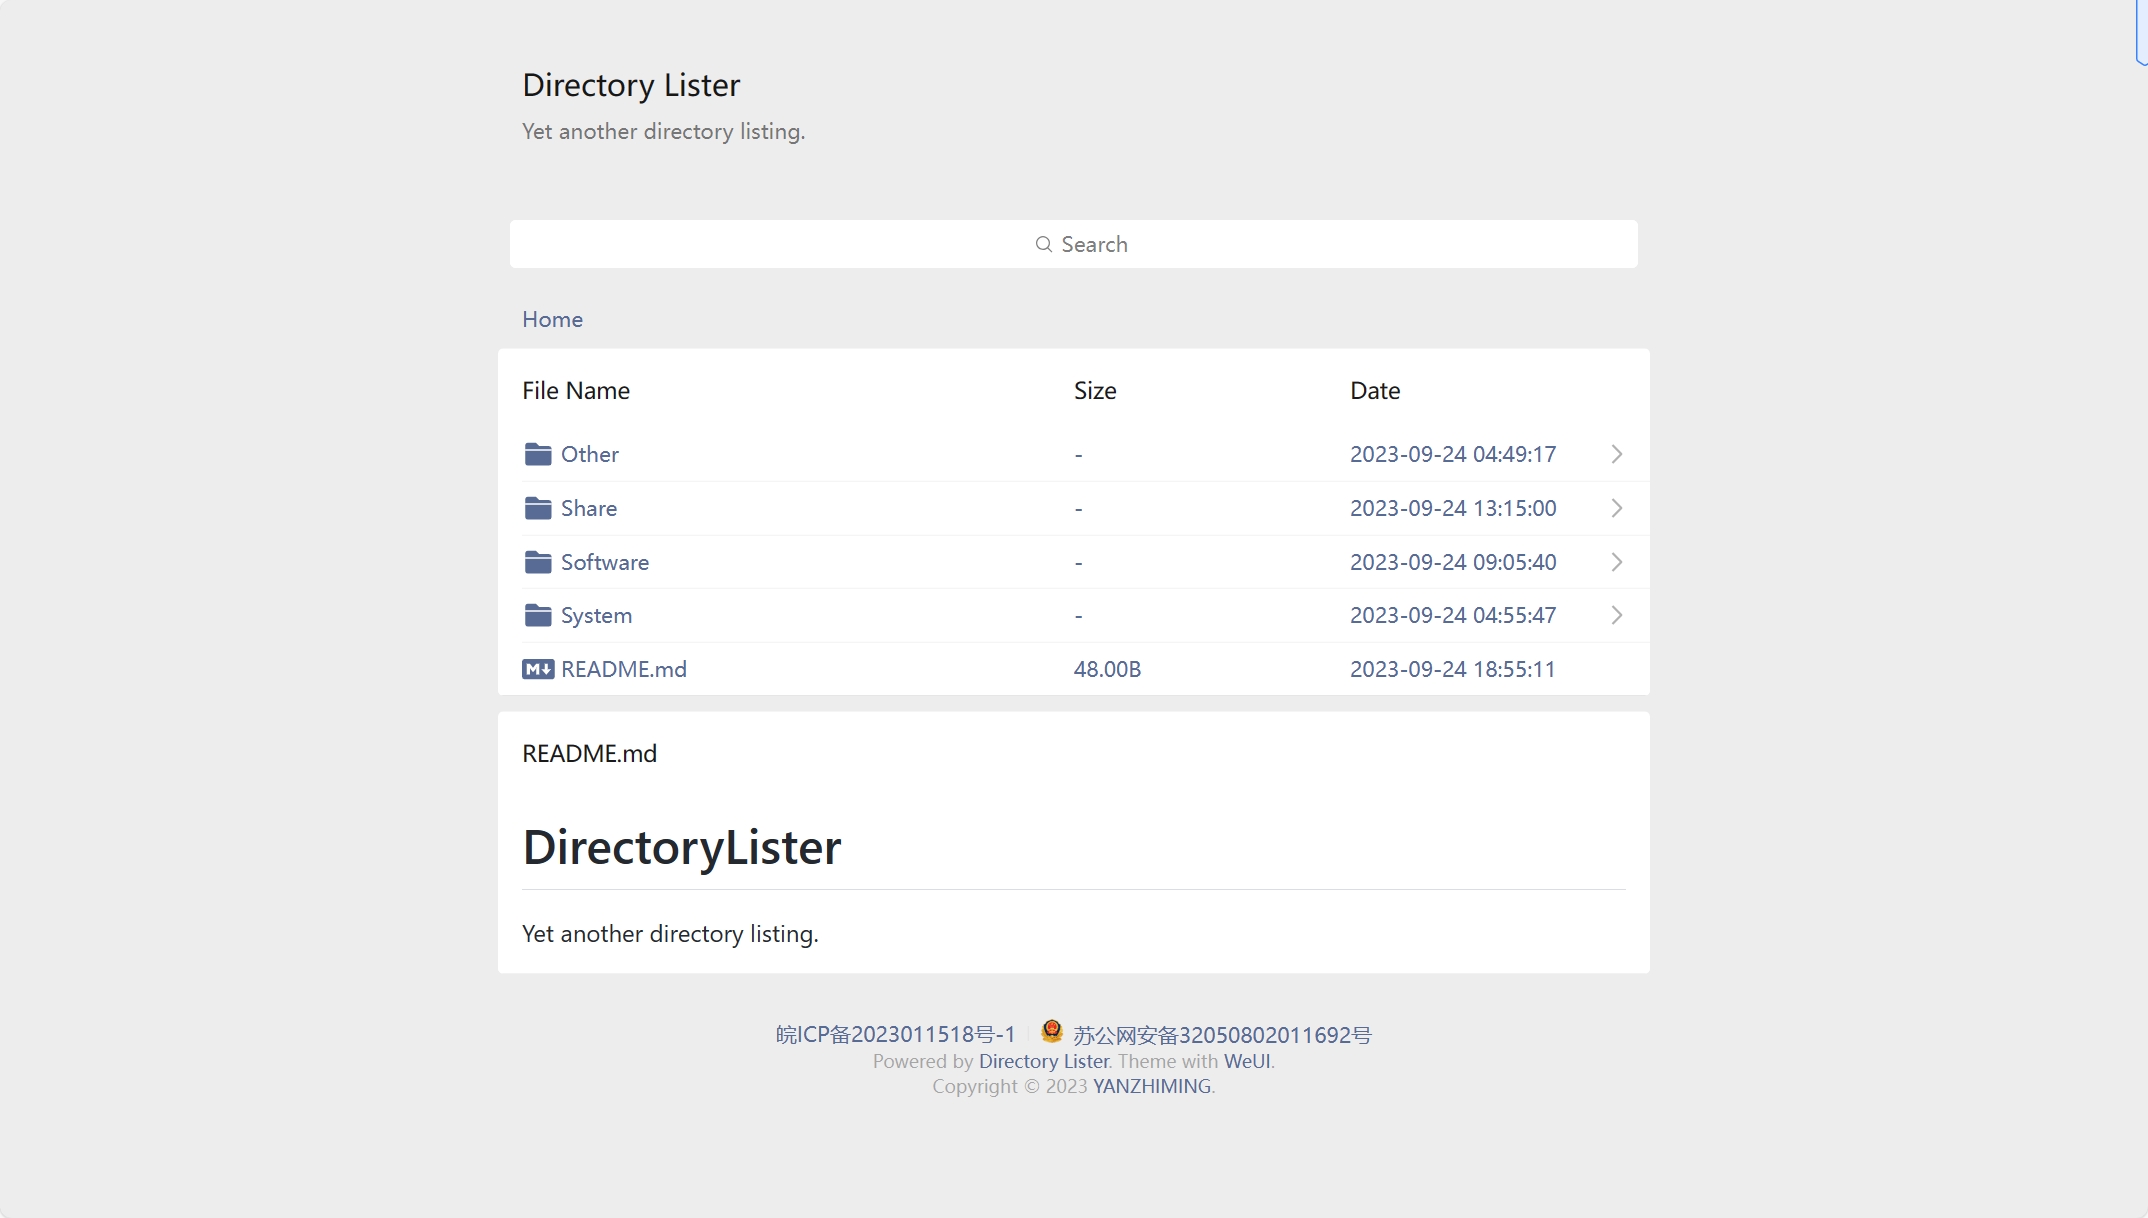 Directory Lister
Yet another directory listing.
Search
Home
File Name Size Date
Other - 2023-09-24 04:49:17
Share - 2023-09-24 13:15:00
Software - 2023-09-24 09:05:40
System - 2023-09-24 04:55:47
README.md 48.00B 2023-09-24 18:55:11
README.md
DirectoryLister
Yet another directory listing.
皖ICP备2023011518号-1 苏公网安备32050802011692号
Powered by Directory Lister. Theme with WeUI.
Copyright © 2023 YANZHIMING.